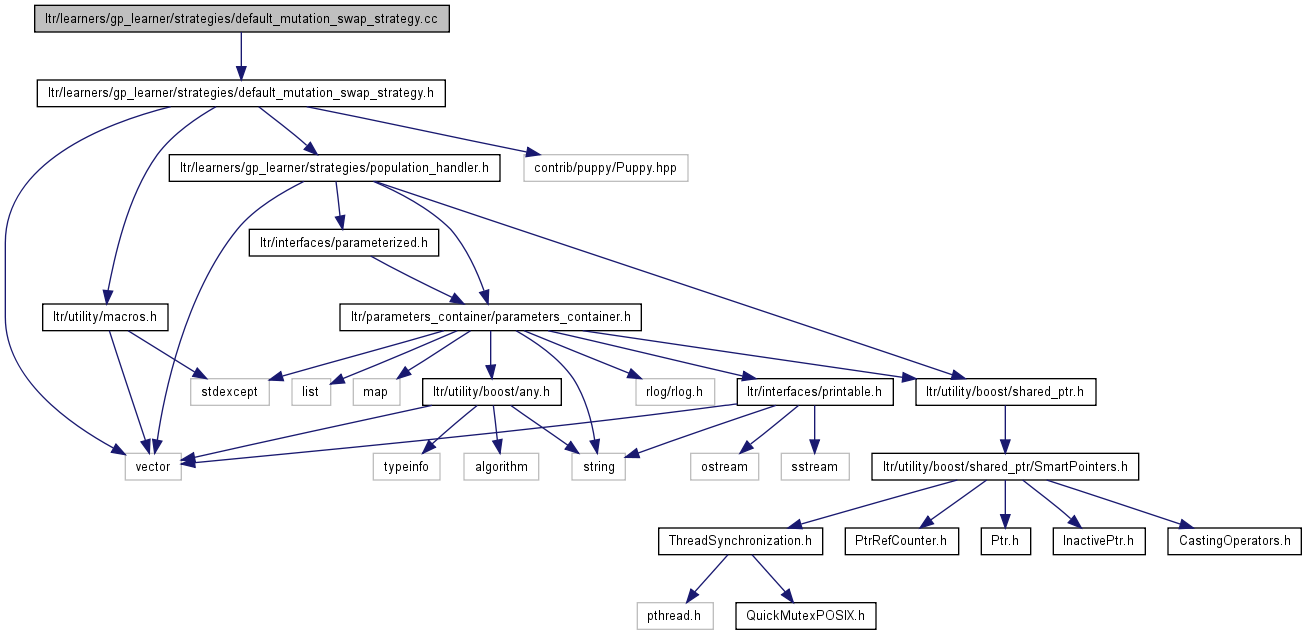 ltr/learners/gp_learner/strategies/default_mutation_swap_strategy.cc
ltr/learners/gp_learner/strategies/default_mutation_swap_strategy.h
ltr/learners/gp_learner/strategies/population_handler.h
contrib/puppy/Puppy.hpp
ltr/interfaces/parameterized.h
ltr/utility/macros.h
ltr/parameters_container/parameters_container.h
stdexcept
list
map
ltr/utility/boost/any.h
rlog/rlog.h
ltr/interfaces/printable.h
ltr/utility/boost/shared_ptr.h
vector
typeinfo
algorithm
string
ostream
sstream
ltr/utility/boost/shared_ptr/SmartPointers.h
ThreadSynchronization.h
PtrRefCounter.h
Ptr.h
InactivePtr.h
CastingOperators.h
pthread.h
QuickMutexPOSIX.h